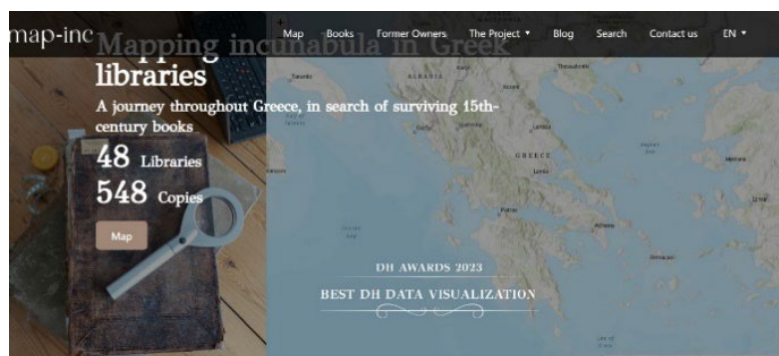 map-inc
Map Books Former Owners The Project Blog Search Contact us EN
Mapping incunabula in Greek
libraries
A journey throughout Greece, in search of surviving 15th-
century books
48 Libraries
548 Copies
Map
GREECE
Patras
DH AWARDS 2023
BEST DH DATA VISUALIZATION